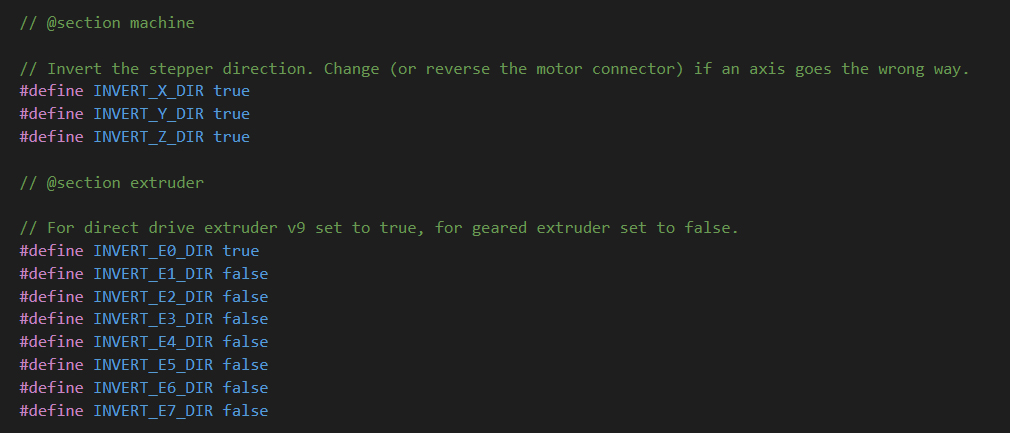 // @section machine
// Invert the stepper direction. Change (or reverse the motor connector) if an axis goes the wrong way.
#define INVERT_X_DIR true
#define INVERT_Y_DIR true
#define INVERT_Z_DIR true
// @section extruder
// For direct drive extruder v9 set to true, for geared extruder set to false.
#define INVERT_E0_DIR true
#define INVERT_E1_DIR false
#define INVERT_E2_DIR false
#define INVERT_E3_DIR false
#define INVERT_E4_DIR false
#define INVERT_E5_DIR false
#define INVERT_E6_DIR false
#define INVERT_E7_DIR false